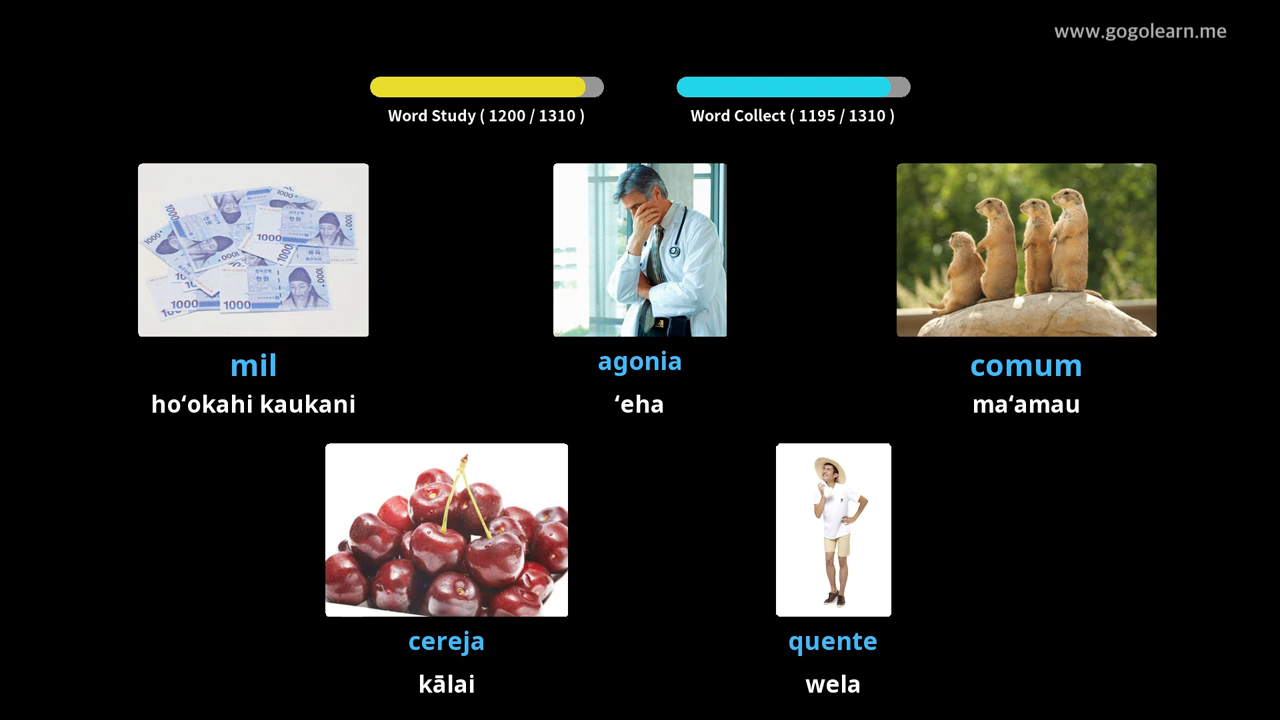 www.gogolearn.me
Word Study ( 1200 / 1310 )
Word Collect ( 1195 / 1310 )
mil
hoʻokahi kaukani
agonia
ʻeha
comum
maʻamau
cereja
kālai
quente
wela